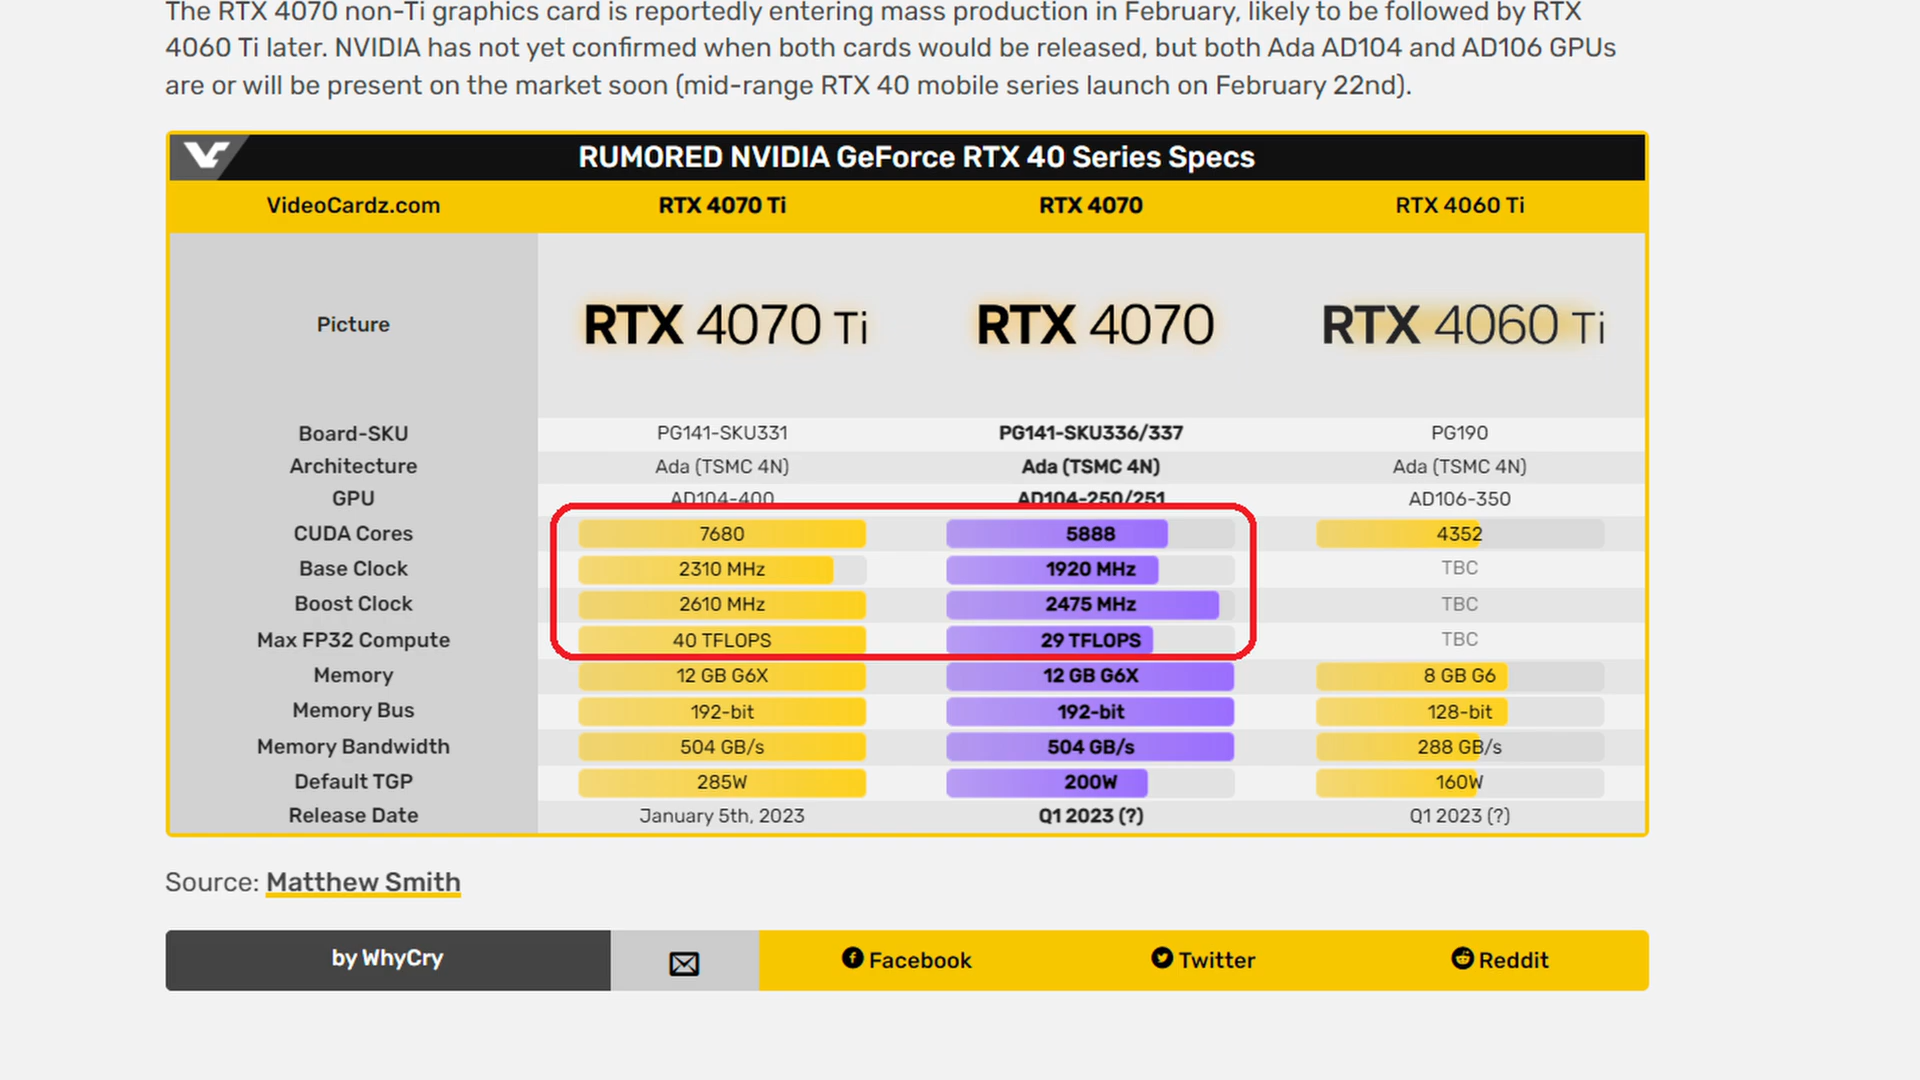 The RTX 4070 non-Ti graphics card is reportedly entering mass production in February, likely to be followed by RTX
4060 Ti later. NVIDIA has not yet confirmed when both cards would be released, but both Ada AD104 and AD106 GPUs
are or will be present on the market soon (mid-range RTX 40 mobile series launch on February 22nd).
RUMORED NVIDIA GeForce RTX 40 Series Specs
VideoCardz.com RTX 4070 Ti RTX 4070 RTX 4060 Ti
Picture RTX 4070 Ti RTX 4070 RTX 4060 Ti
Board-SKU PG141-SKU331 PG141-SKU336/337 PG190
Architecture Ada (TSMC 4N) Ada (TSMC 4N) Ada (TSMC 4N)
GPU AD104-400 AD104-250/251 AD106-350
CUDA Cores 7680 5888 4352
Base Clock 2310 MHz 1920 MHz TBC
Boost Clock 2610 MHz 2475 MHz TBC
Max FP32 Compute 40 TFLOPS 29 TFLOPS TBC
Memory 12 GB G6X 12 GB G6X 8 GB G6
Memory Bus 192-bit 192-bit 128-bit
Memory Bandwidth 504 GB/s 504 GB/s 288 GB/s
Default TGP 285W 200W 160W
Release Date January 5th, 2023 Q1 2023 (?) Q1 2023 (?)
Source: Matthew Smith
by WhyCry Facebook Twitter Reddit